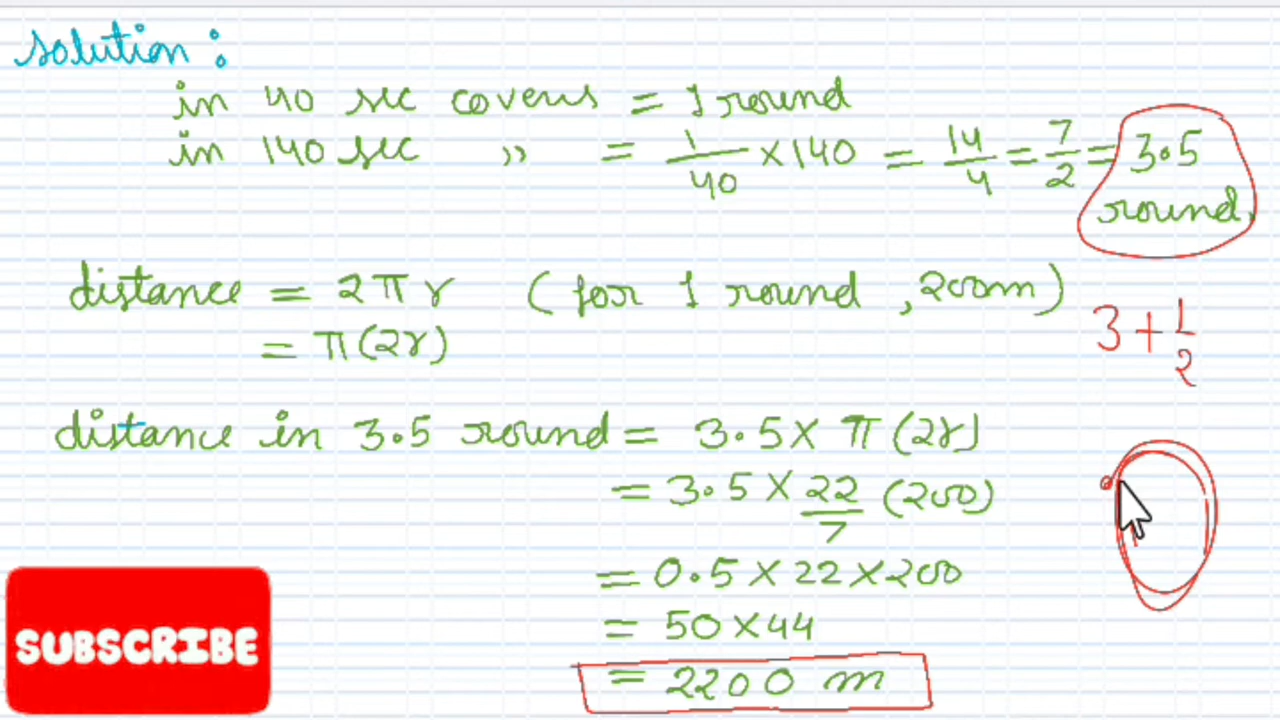 solution :
in 40 sec covers = 1 round
in 140 sec " = 1/40 × 140 = 14/4 = 7/2 = 3.5 round.
distance = 2πr (for 1 round , 200m)
= π(2r)
3 + 1/2
distance in 3.5 round = 3.5 × π(2r)
= 3.5 × 22/7 (200)
= 0.5 × 22 × 200
= 50 × 44
= 2200 m
SUBSCRIBE